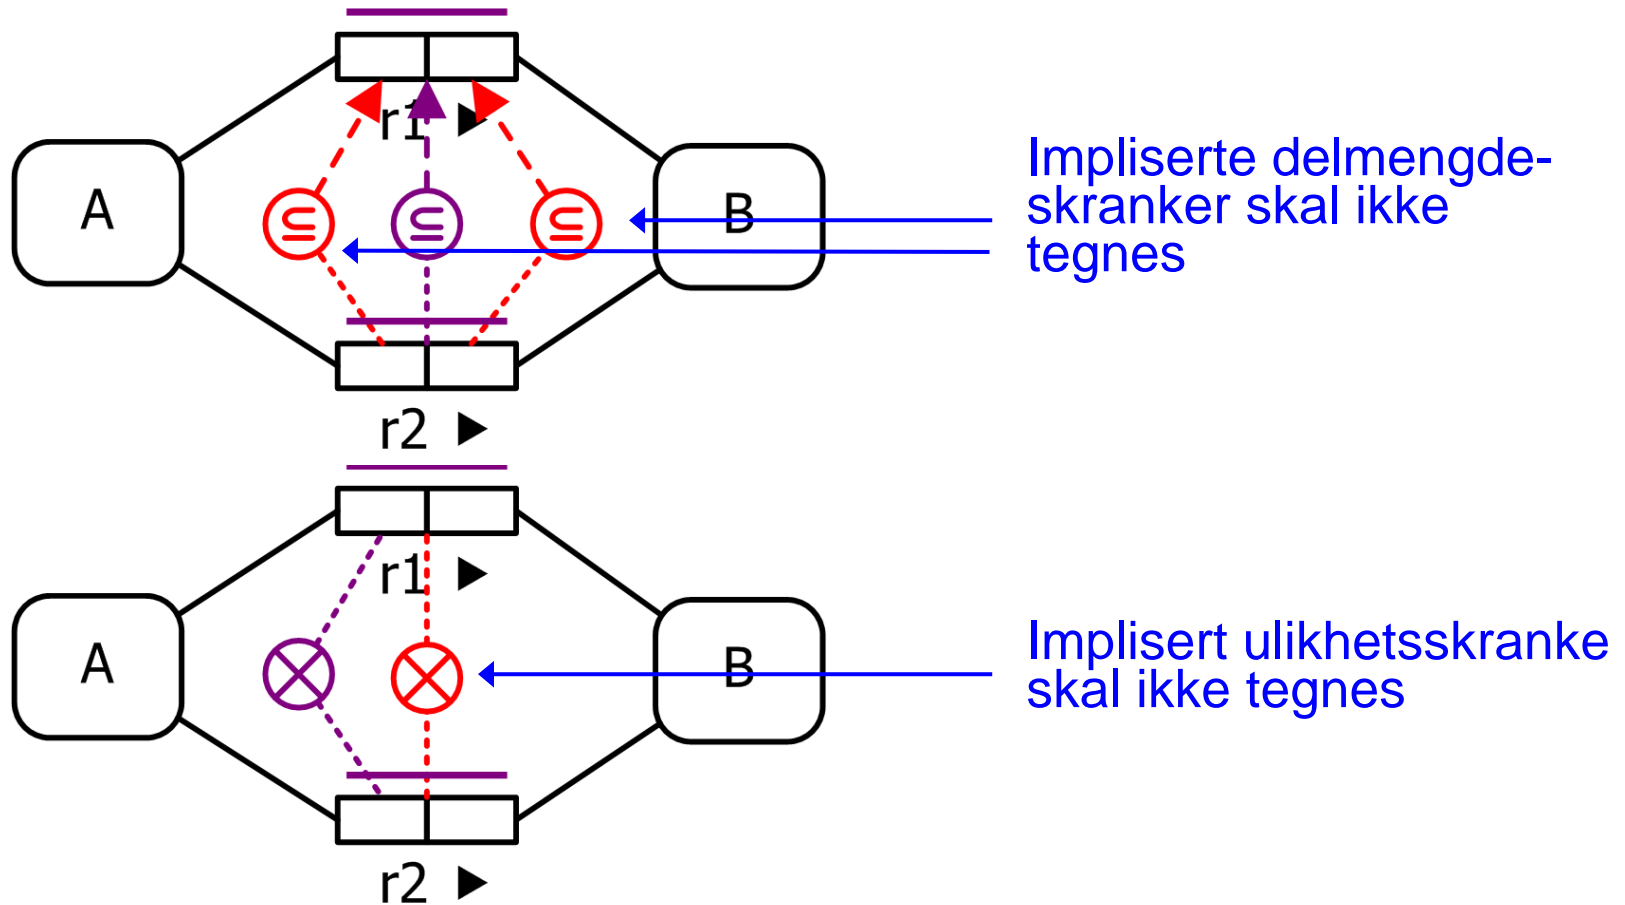 r1 ►
A
⊆
⊆
⊆
B
Impliserte delmengde-
skranker skal ikke
tegnes
r2 ►
r1 ►
A
B
Implisert ulikhetsskranke
skal ikke tegnes
r2 ►